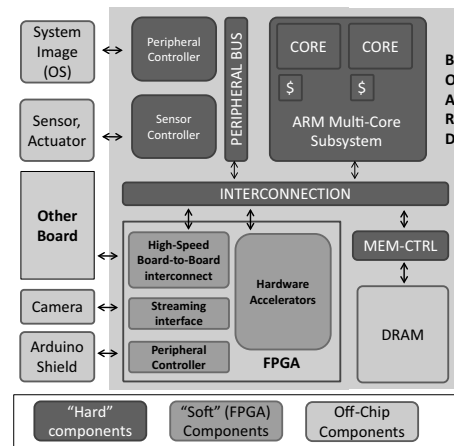 System
Image
(OS)
Peripheral
Controller
PERIPHERAL BUS
CORE
CORE
$
$
ARM Multi-Core
Subsystem
B
O
A
R
D
Sensor,
Actuator
Sensor
Controller
INTERCONNECTION
Other
Board
High-Speed
Board-to-Board
interconnect
Hardware
Accelerators
MEM-CTRL
Camera
Streaming
interface
DRAM
Arduino
Shield
Peripheral
Controller
FPGA
“Hard”
components
“Soft” (FPGA)
Components
Off-Chip
Components